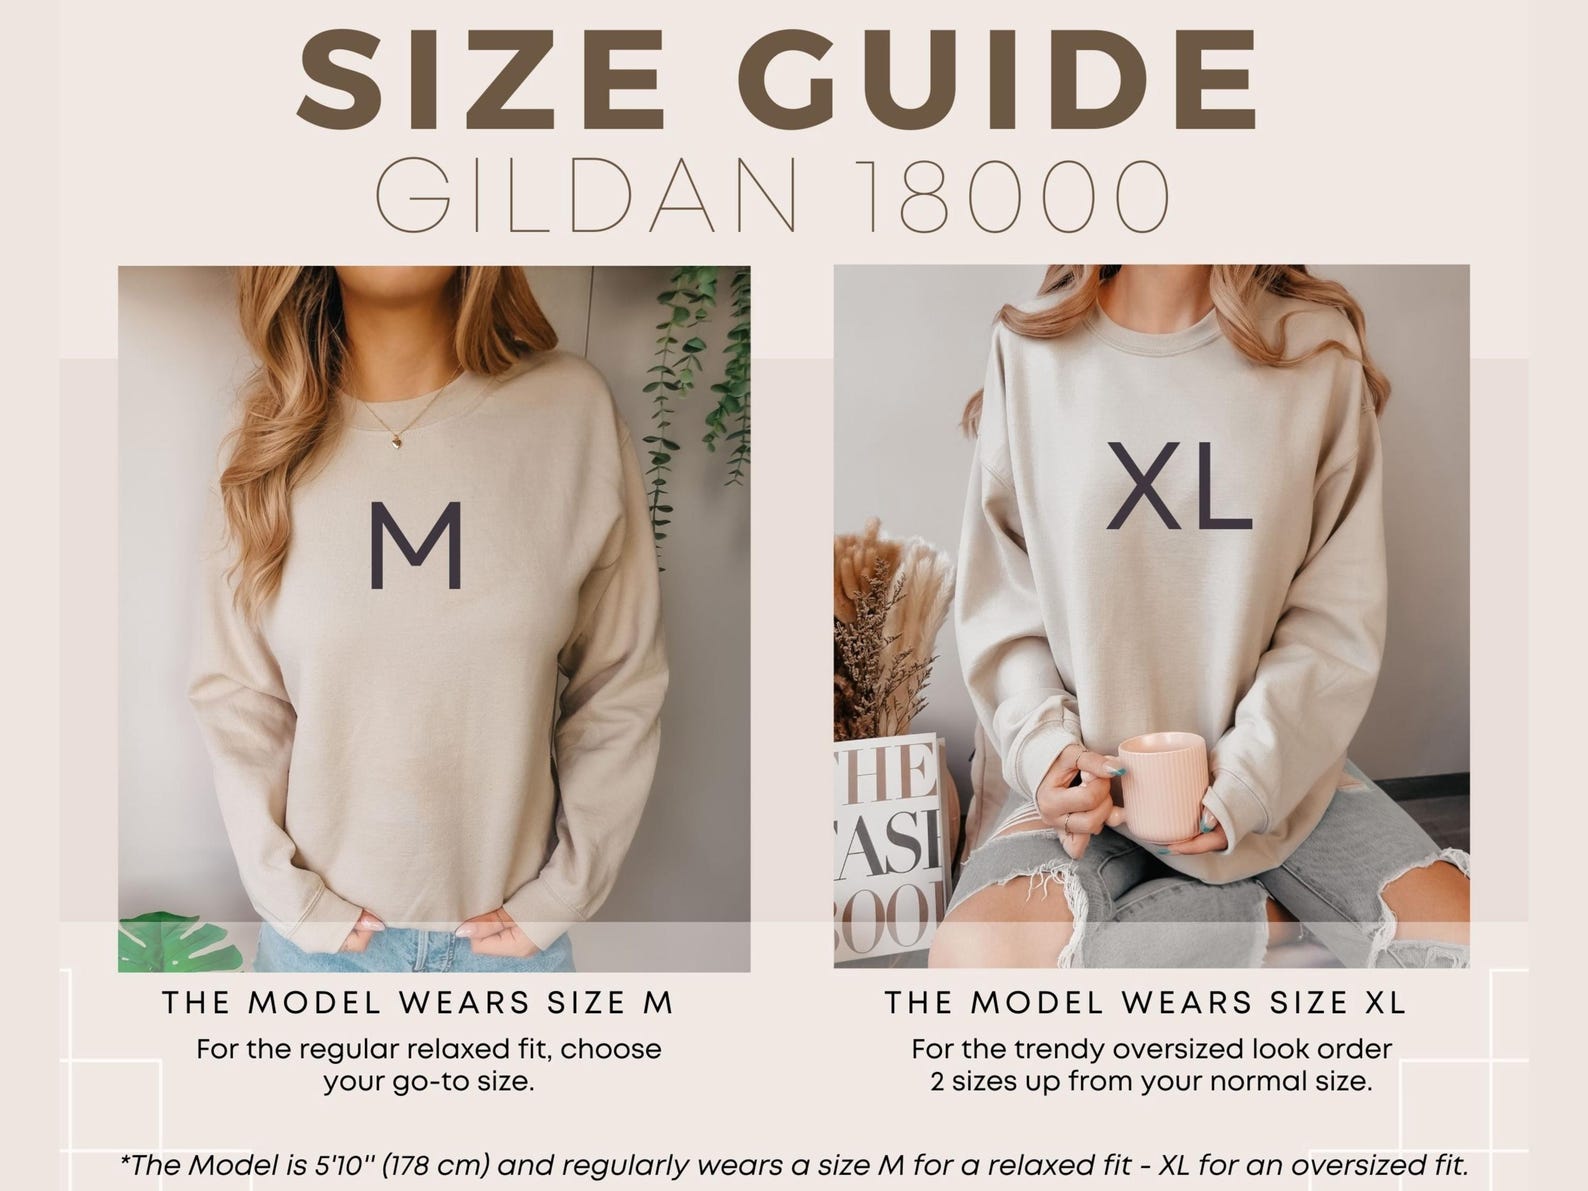 SIZE GUIDE
GILDAN 18000
M
XL
THE
BOO
THE MODEL WEARS SIZE M
For the regular relaxed fit, choose
your go-to size.
THE MODEL WEARS SIZE XL
For the trendy oversized look order
2 sizes up from your normal size.
*The Model is 5'10'' (178 cm) and regularly wears a size M for a relaxed fit - XL for an oversized fit.